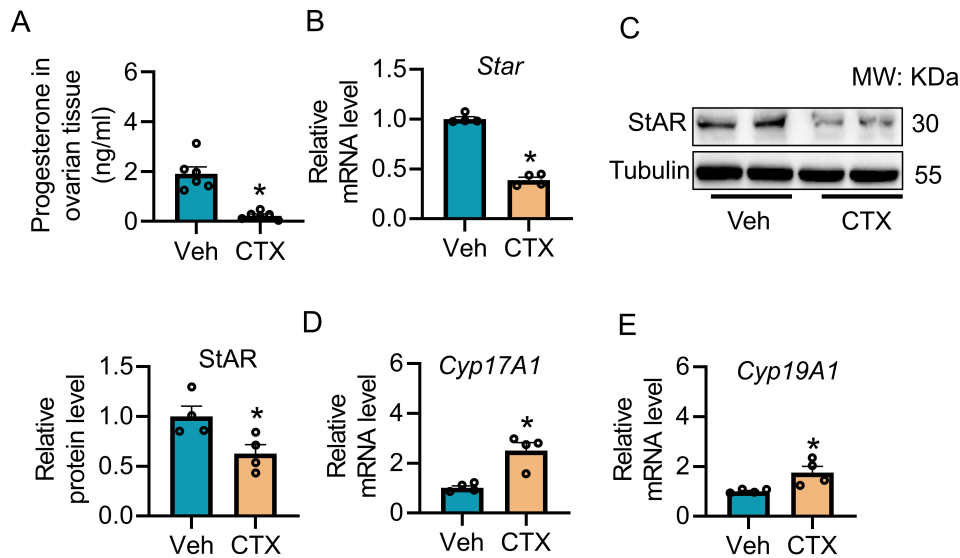 A
Progesterone in
ovarian tissue
(ng/ml)
6
4
2
0
*
Veh CTX
B
Star
Relative
mRNA level
1.5
1.0
0.5
0.0
*
Veh CTX
C
MW: KDa
StAR 30
Tubulin 55
Veh CTX
StAR
Relative
protein level
1.5
1.0
0.5
0.0
*
Veh CTX
D
Cyp17A1
Relative
mRNA level
6
4
2
0
*
Veh CTX
E
Cyp19A1
Relative
mRNA level
6
4
2
0
*
Veh CTX